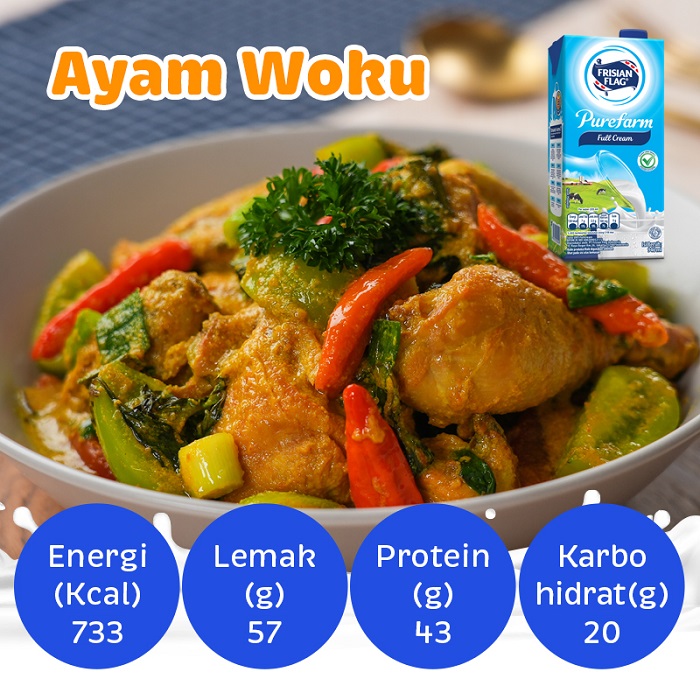 Ayam Woku
FRISIAN
FLAG
Purefarm
Full Cream
Energi
(Kcal)
733
Lemak
(g)
57
Protein
(g)
43
Karbo
hidrat(g)
20